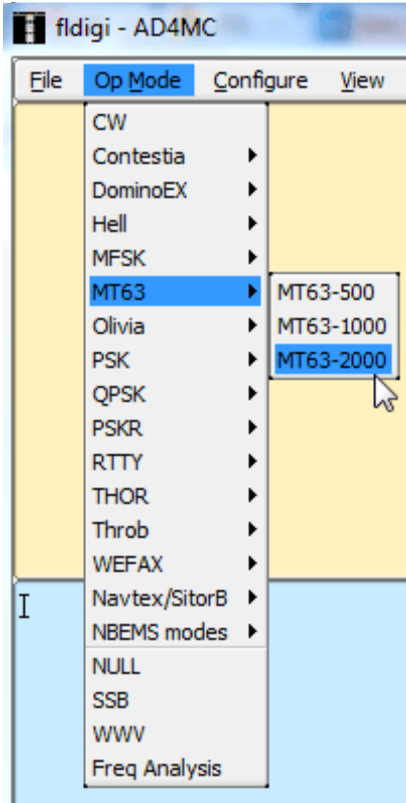 fldigi - AD4MC
File Op Mode Configure View
CW
Contestia
DominoEX
Hell
MFSK
MT63
MT63-500
Olivia
MT63-1000
PSK
MT63-2000
QPSK
PSKR
RTTY
THOR
Throb
WEFAX
Navtex/SitorB
NBEMS modes
NULL
SSB
WWV
Freq Analysis